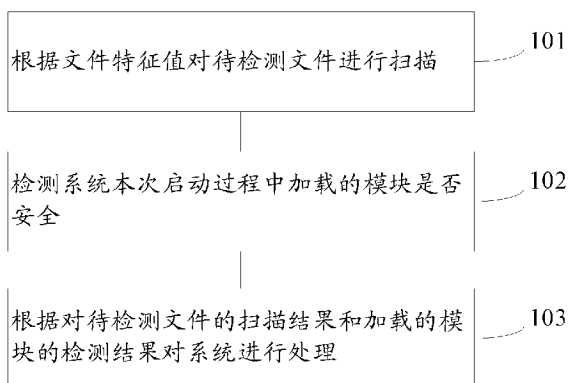 根据文件特征值对待检测文件进行扫描
101
检测系统本次启动过程中加载的模块是否
安全
102
根据对待检测文件的扫描结果和加载的模
块的检测结果对系统进行处理
103